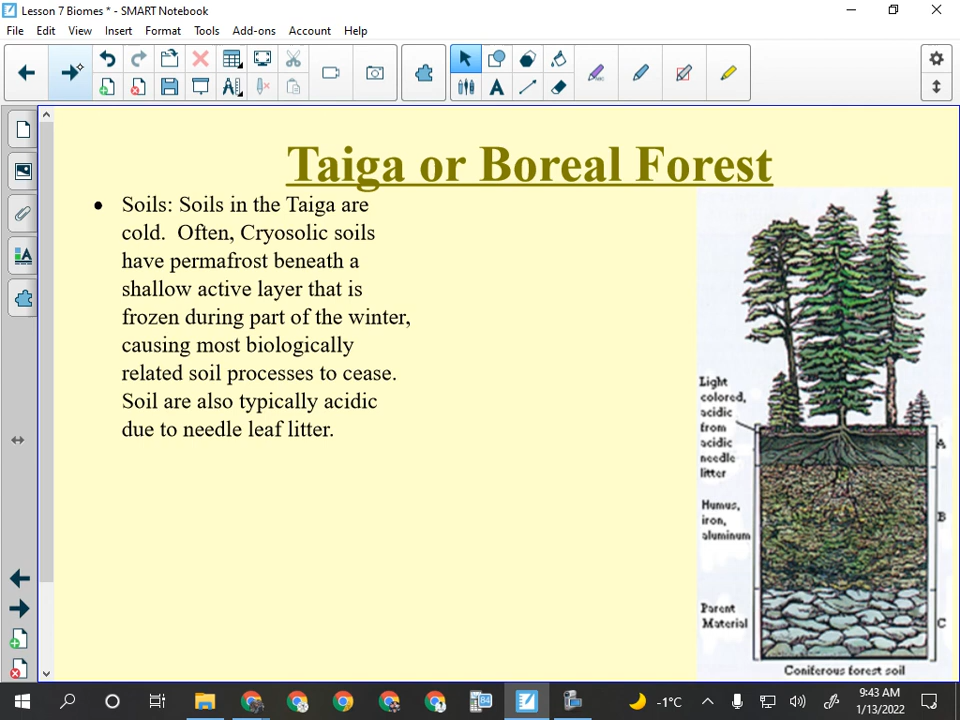 Lesson 7 Biomes * - SMART Notebook
File Edit View Insert Format Tools Add-ons Account Help
Taiga or Boreal Forest
• Soils: Soils in the Taiga are
cold. Often, Cryosolic soils
have permafrost beneath a
shallow active layer that is
frozen during part of the winter,
causing most biologically
related soil processes to cease.
Soil are also typically acidic
due to needle leaf litter.
Light
colored,
acidic
from
acidic
needle
litter
A
Humus,
iron,
aluminum
B
Parent
Material
C
Coniferous forest soil
-1°C
9:43 AM
1/13/2022